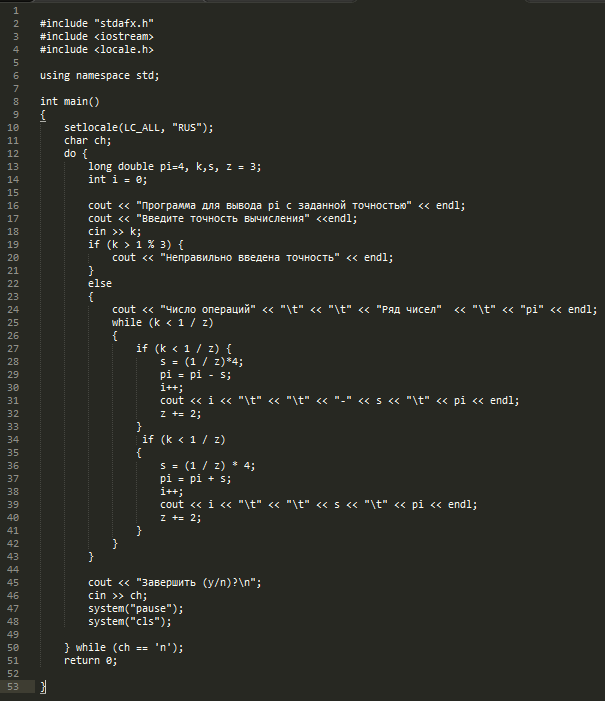 1
2 #include "stdafx.h"
3 #include <iostream>
4 #include <locale.h>
5
6 using namespace std;
7
8 int main()
9 {
10 setlocale(LC_ALL, "RUS");
11 char ch;
12 do {
13 long double pi=4, k,s, z = 3;
14 int i = 0;
15
16 cout << "Программа для вывода pi с заданной точностью" << endl;
17 cout << "Введите точность вычисления" <<endl;
18 cin >> k;
19 if (k > 1 % 3) {
20 cout << "Неправильно введена точность" << endl;
21 }
22 else
23 {
24 cout << "Число операций" << "\t" << "\t" << "Ряд чисел"  << "\t" << "pi" << endl;
25 while (k < 1 / z)
26 {
27 if (k < 1 / z) {
28 s = (1 / z)*4;
29 pi = pi - s;
30 i++;
31 cout << i << "\t" << "\t" << "-" << s << "\t" << pi << endl;
32 z += 2;
33 }
34 if (k < 1 / z)
35 {
36 s = (1 / z) * 4;
37 pi = pi + s;
38 i++;
39 cout << i << "\t" << "\t" << s << "\t" << pi << endl;
40 z += 2;
41 }
42 }
43 }
44
45 cout << "Завершить (y/n)?\n";
46 cin >> ch;
47 system("pause");
48 system("cls");
49
50 } while (ch == 'n');
51 return 0;
52
53 }